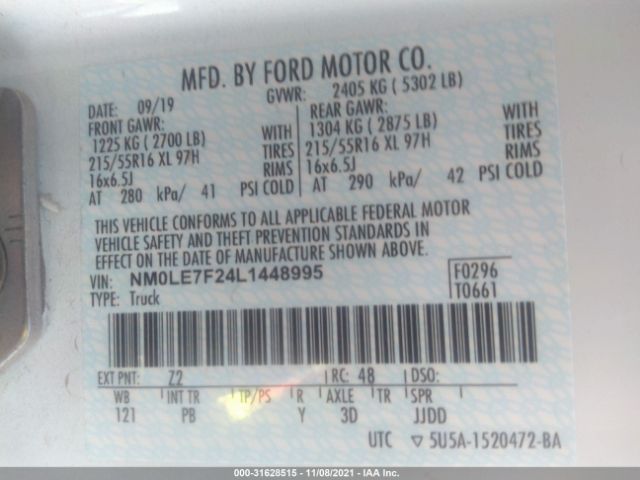 MFD. BY FORD MOTOR CO.
DATE: 09/19 GVWR: 2405 KG ( 5302 LB)
FRONT GAWR: REAR GAWR:
1225 KG ( 2700 LB) WITH 1304 KG ( 2875 LB) WITH
215/55R16 XL 97H TIRES 215/55R16 XL 97H TIRES
16x6.5J RIMS 16x6.5J RIMS
AT 280 kPa/ 41 PSI COLD AT 290 kPa/ 42 PSI COLD
THIS VEHICLE CONFORMS TO ALL APPLICABLE FEDERAL MOTOR
VEHICLE SAFETY AND THEFT PREVENTION STANDARDS IN
EFFECT ON THE DATE OF MANUFACTURE SHOWN ABOVE.
VIN: NM0LE7F24L1448995 F0296
TYPE: Truck T0661
EXT PNT: Z2 RC: 48 DSO:
WB INT TR TP/PS R AXLE TR SPR
121 PB Y 3D JJDD
UTC ▽ 5U5A-1520472-BA
000-31628515 - 11/08/2021 - IAA Inc.